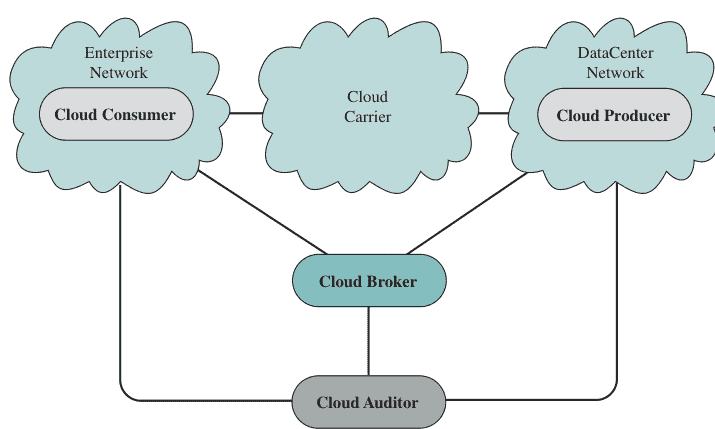 Enterprise
Network
Cloud Consumer
Cloud
Carrier
DataCenter
Network
Cloud Producer
Cloud Broker
Cloud Auditor